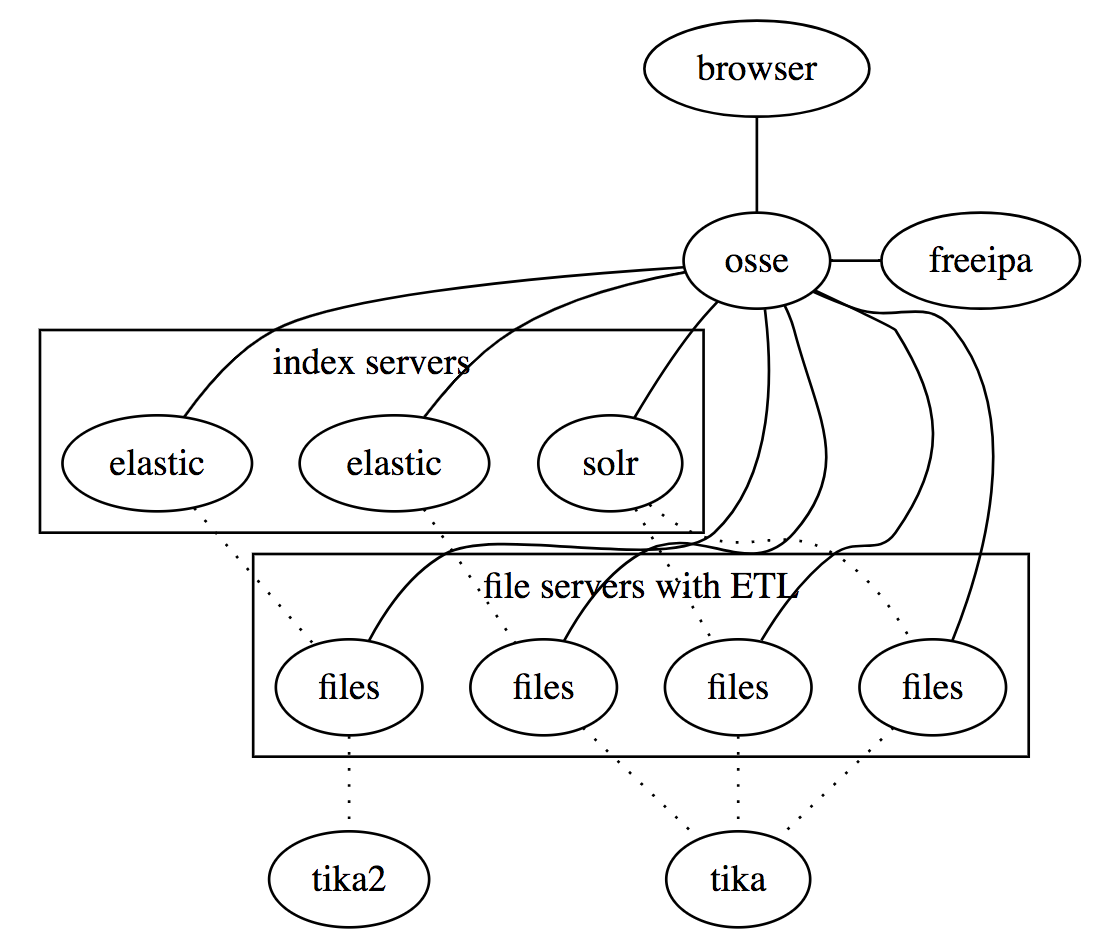 browser
osse
freeipa
index servers
elastic
elastic
solr
file servers with ETL
files
files
files
files
tika2
tika